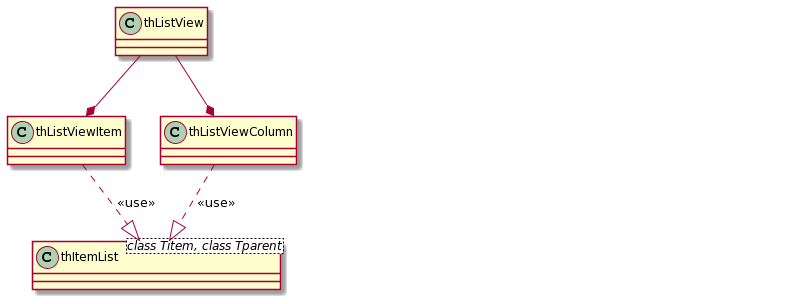 C thListView
C thListViewItem
C thListViewColumn
«use»
«use»
class Titem, class Tparent
C thItemList